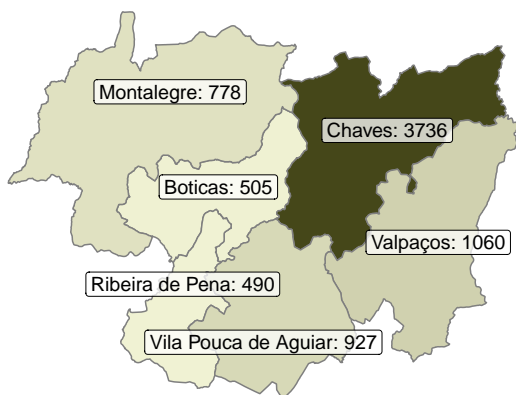 Montalegre: 778
Chaves: 3736
Boticas: 505
Valpaços: 1060
Ribeira de Pena: 490
Vila Pouca de Aguiar: 927